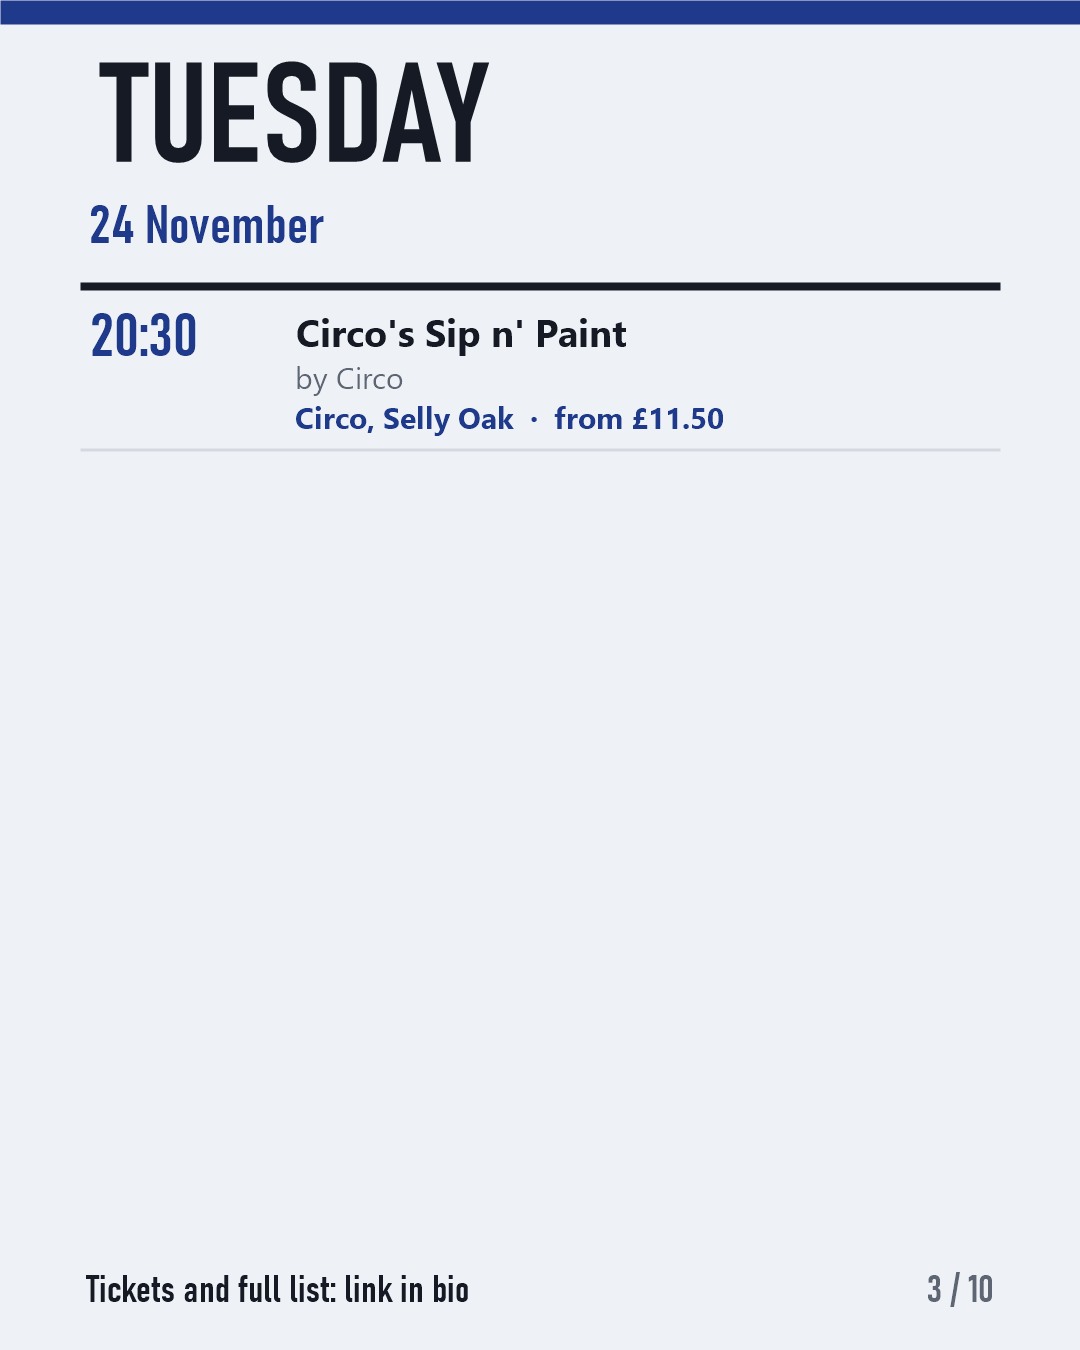 TUESDAY
24 November
20:30
Circo's Sip n' Paint
by Circo
Circo, Selly Oak · from £11.50
Tickets and full list: link in bio
3 / 10